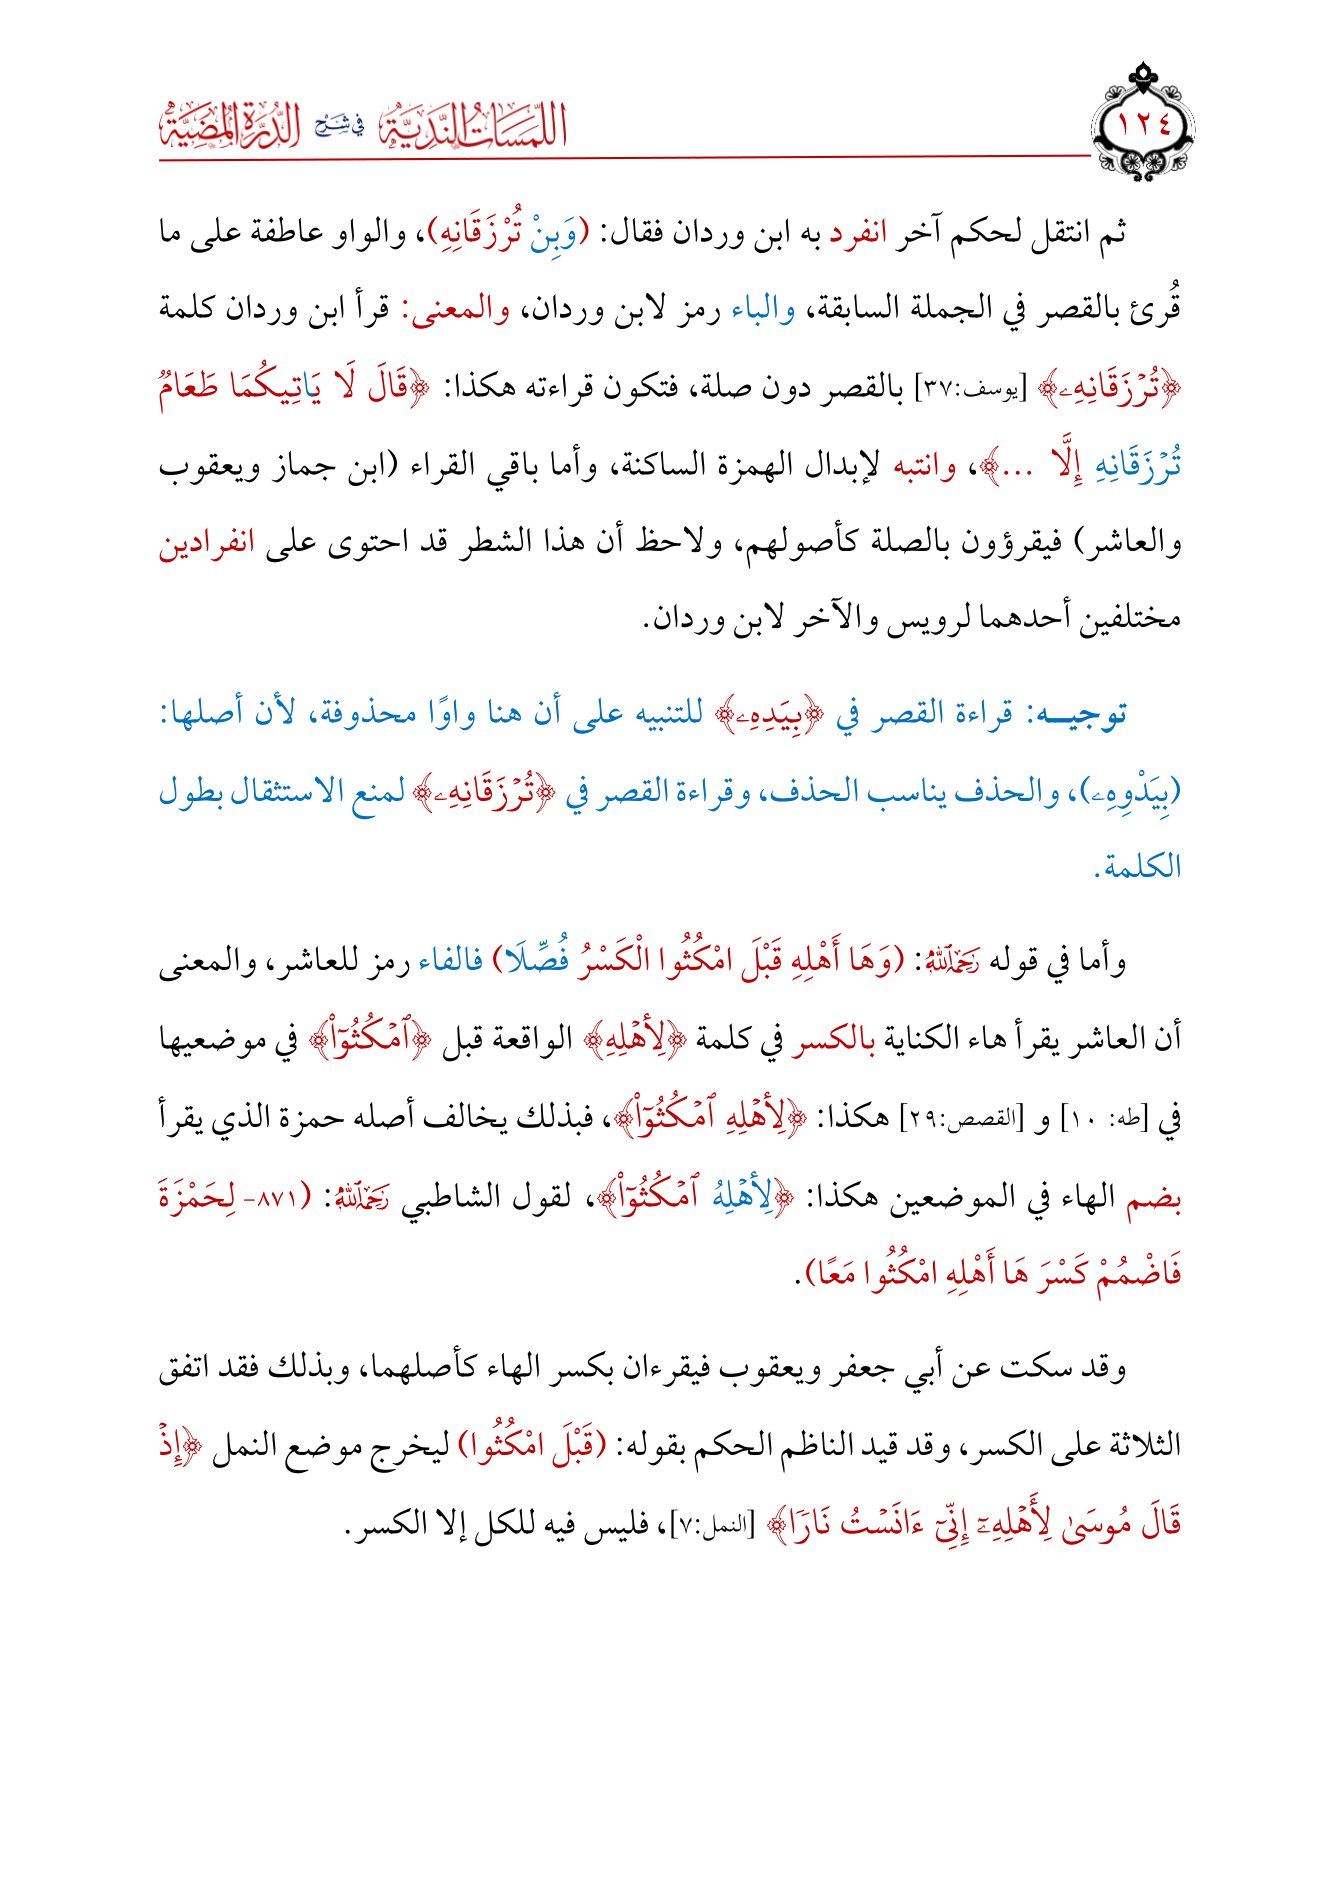 اللَّمَسَاتُ النَّدِيَّةُ فِي شَرْحِ الدُّرَّةِ الْمُضِيَّةِ
١٢٤
ثم انتقل لحكم آخر انفرد به ابن وردان فقال: (وَبِنْ تُرْزَقَانِهِ)، والواو عاطفة على ما
قُرئ بالقصر في الجملة السابقة، والباء رمز لابن وردان، والمعنى: قرأ ابن وردان كلمة
﴿تُرْزَقَانِهِۦ﴾ [يوسف:٣٧] بالقصر دون صلة، فتكون قراءته هكذا: ﴿قَالَ لَا يَاتِيكُمَا طَعَامٌ
تُرْزَقَانِهِ إِلَّا ...﴾، وانتبه لإبدال الهمزة الساكنة، وأما باقي القراء (ابن جماز ويعقوب
والعاشر) فيقرؤون بالصلة كأصولهم، ولاحظ أن هذا الشطر قد احتوى على انفرادين
مختلفين أحدهما لرويس والآخر لابن وردان.
توجيـــه: قراءة القصر في ﴿بِيَدِهِۦ﴾ للتنبيه على أن هنا واوًا محذوفة، لأن أصلها:
(بِيَدْوِهِۦ)، والحذف يناسب الحذف، وقراءة القصر في ﴿تُرْزَقَانِهِۦ﴾ لمنع الاستثقال بطول
الكلمة.
وأما في قوله رَحِمَهُ ٱللَّهُ: (وَهَا أَهْلِهِ قَبْلَ امْكُثُوا الْكَسْرُ فُصِّلَا) فالفاء رمز للعاشر، والمعنى
أن العاشر يقرأ هاء الكناية بالكسر في كلمة ﴿لِأَهْلِهِ﴾ الواقعة قبل ﴿ٱمْكُثُوٓاْ﴾ في موضعيها
في [طه: ١٠] و [القصص:٢٩] هكذا: ﴿لِأَهْلِهِ ٱمْكُثُوٓاْ﴾، فبذلك يخالف أصله حمزة الذي يقرأ
بضم الهاء في الموضعين هكذا: ﴿لِأَهْلِهُ ٱمْكُثُوٓاْ﴾، لقول الشاطبي رَحِمَهُ ٱللَّهُ: (٨٧١- لِحَمْزَةَ
فَاضْمُمْ كَسْرَ هَا أَهْلِهِ امْكُثُوا مَعًا).
وقد سكت عن أبي جعفر ويعقوب فيقرءان بكسر الهاء كأصلهما، وبذلك فقد اتفق
الثلاثة على الكسر، وقد قيد الناظم الحكم بقوله: (قَبْلَ امْكُثُوا) ليخرج موضع النمل ﴿إِذْ
قَالَ مُوسَىٰ لِأَهْلِهِۦٓ إِنِّيٓ ءَانَسْتُ نَارًا﴾ [النمل:٧]، فليس فيه للكل إلا الكسر.